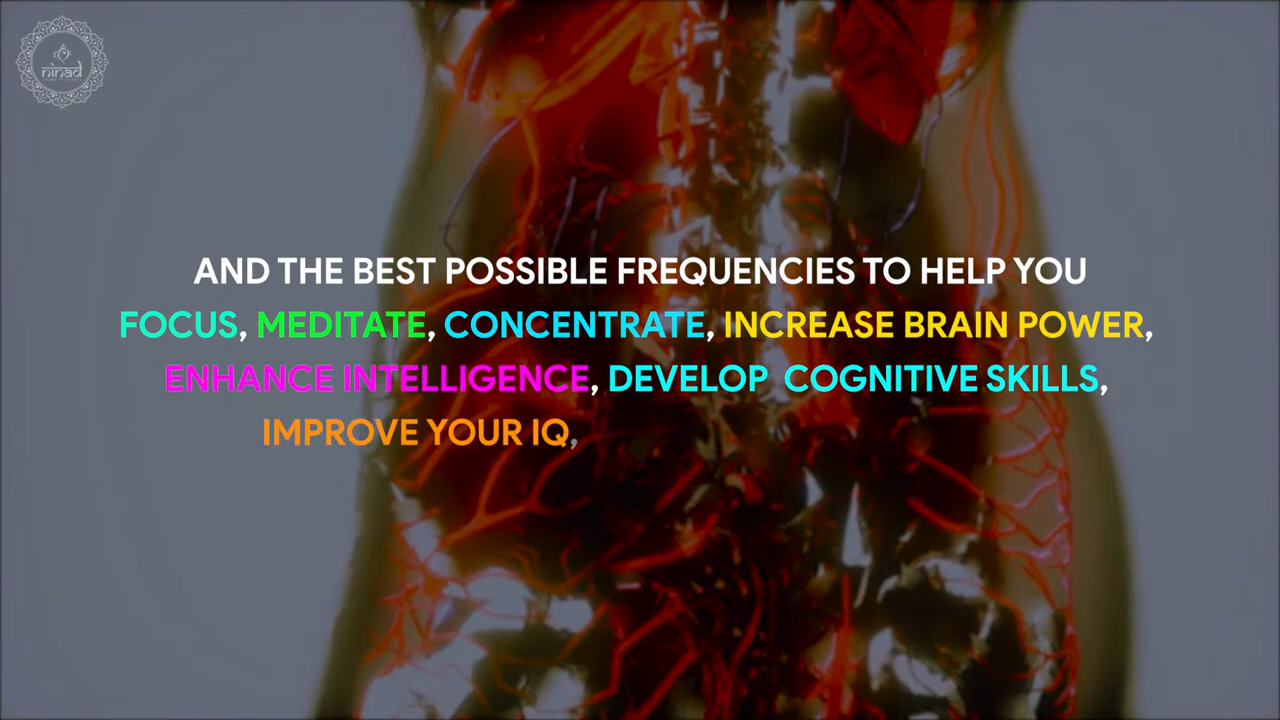 ninad
AND THE BEST POSSIBLE FREQUENCIES TO HELP YOU
FOCUS, MEDITATE, CONCENTRATE, INCREASE BRAIN POWER,
ENHANCE INTELLIGENCE, DEVELOP COGNITIVE SKILLS,
IMPROVE YOUR IQ,